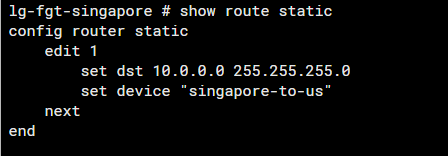 lg-fgt-singapore # show route static
config router static
    edit 1
        set dst 10.0.0.0 255.255.255.0
        set device "singapore-to-us"
    next
end